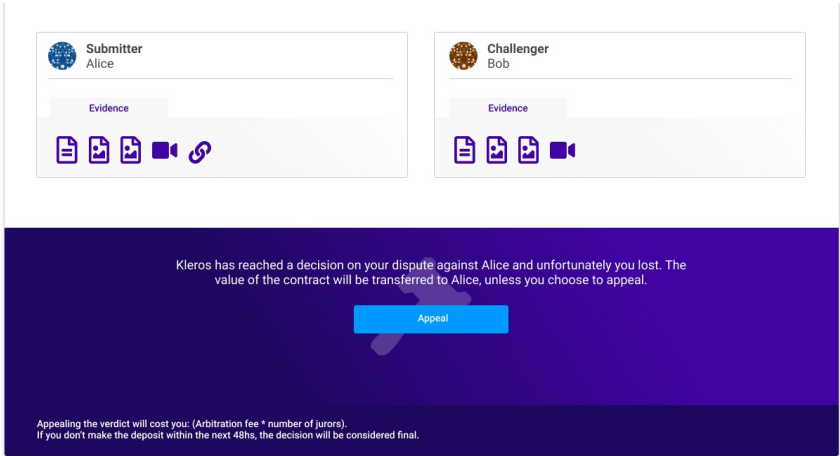 Submitter
Alice
Challenger
Bob
Evidence
Evidence
Kleros has reached a decision on your dispute against Alice and unfortunately you lost. The
value of the contract will be transferred to Alice, unless you choose to appeal.
Appeal
Appealing the verdict will cost you: (Arbitration fee * number of jurors).
If you don't make the deposit within the next 48hs, the decision will be considered final.